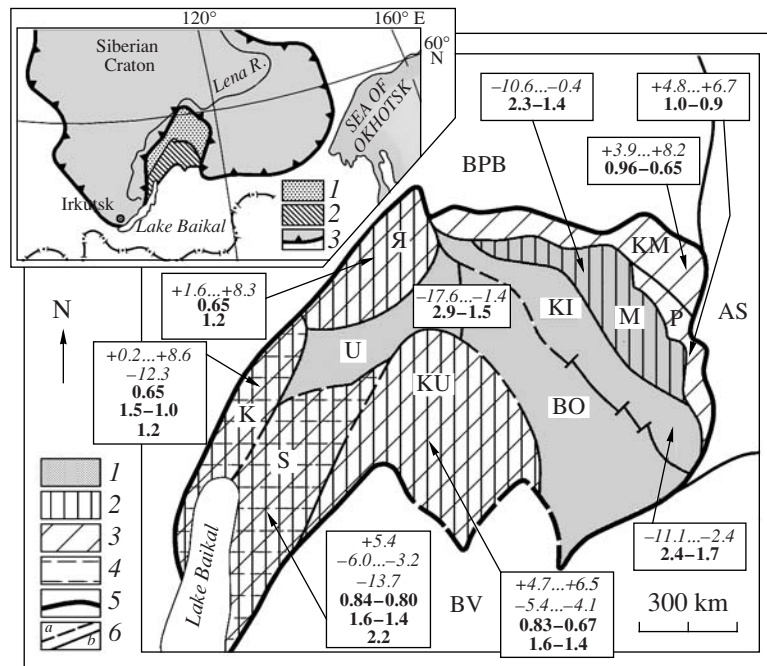 120°
160° E
60°
N
Siberian
Craton
Lena R.
SEA OF
OKHOTSK
Irkutsk
Lake Baikal
1
2
3
–10.6...–0.4
2.3–1.4
+4.8...+6.7
1.0–0.9
BPB
+3.9...+8.2
0.96–0.65
Я
KM
+1.6...+8.3
0.65
1.2
–17.6...–1.4
2.9–1.5
KI
M
P
AS
N
U
KU
BO
+0.2...+8.6
–12.3
0.65
1.5–1.0
1.2
K
S
1
2
3
4
5
a
b
6
Lake Baikal
+5.4
–6.0...–3.2
–13.7
0.84–0.80
1.6–1.4
2.2
BV
+4.7...+6.5
–5.4...–4.1
0.83–0.67
1.6–1.4
–11.1...–2.4
2.4–1.7
300 km